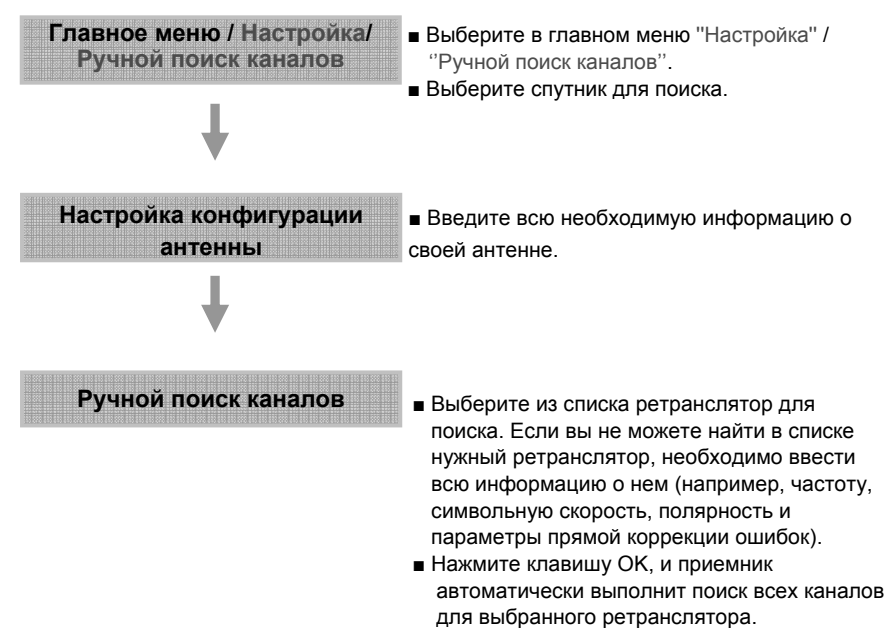 Главное меню / Настройка/
Ручной поиск каналов
■ Выберите в главном меню "Настройка" /
‘’Ручной поиск каналов’’.
■ Выберите спутник для поиска.
Настройка конфигурации
антенны
■ Введите всю необходимую информацию о
своей антенне.
Ручной поиск каналов
■ Выберите из списка ретранслятор для
поиска. Если вы не можете найти в списке
нужный ретранслятор, необходимо ввести
всю информацию о нем (например, частоту,
символьную скорость, полярность и
параметры прямой коррекции ошибок).
■ Нажмите клавишу OK, и приемник
автоматически выполнит поиск всех каналов
для выбранного ретранслятора.